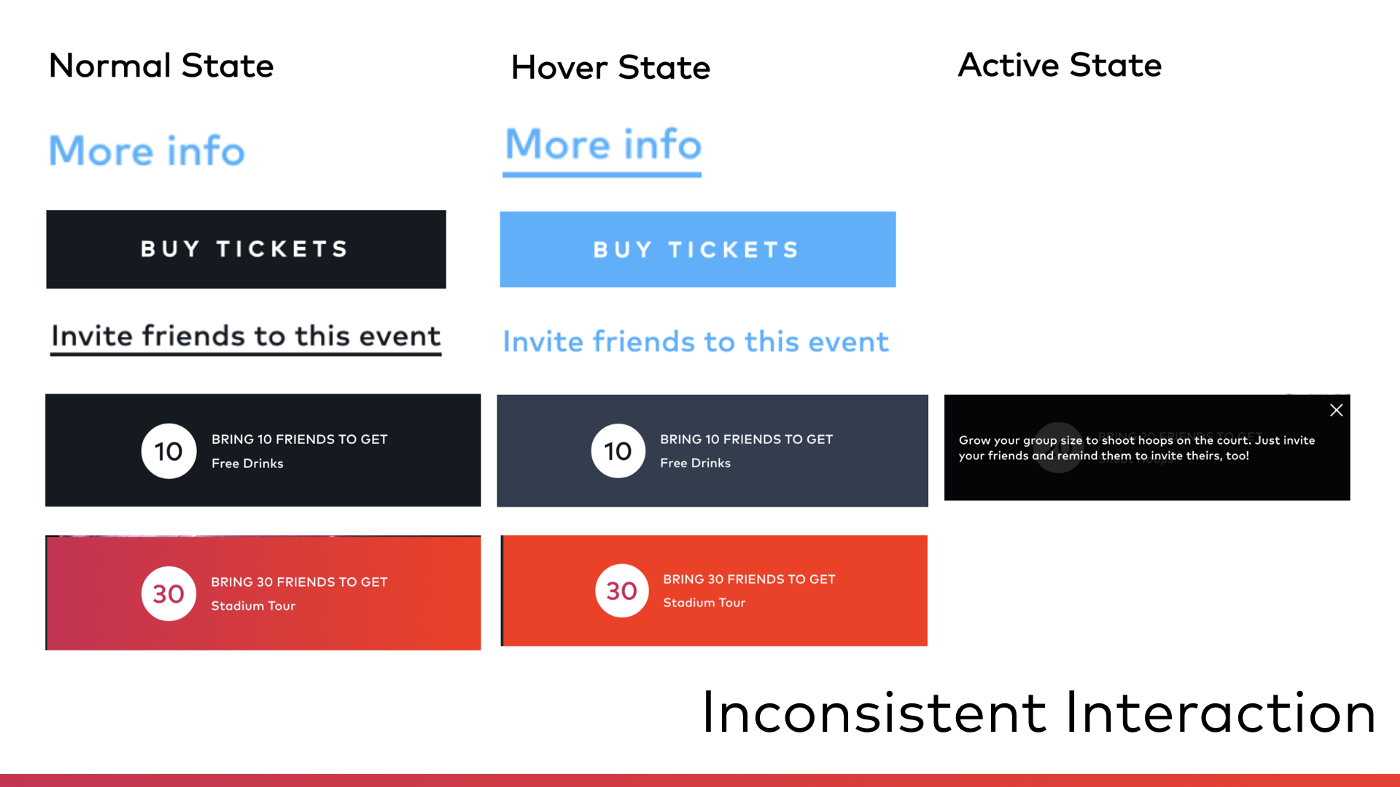 Normal State
Hover State
Active State
More info
More info
BUY TICKETS
BUY TICKETS
Invite friends to this event
Invite friends to this event
10
BRING 10 FRIENDS TO GET
Free Drinks
10
BRING 10 FRIENDS TO GET
Free Drinks
Grow your group size to shoot hoops on the court. Just invite
your friends and remind them to invite theirs, too!
30
BRING 30 FRIENDS TO GET
Stadium Tour
30
BRING 30 FRIENDS TO GET
Stadium Tour
Inconsistent Interaction